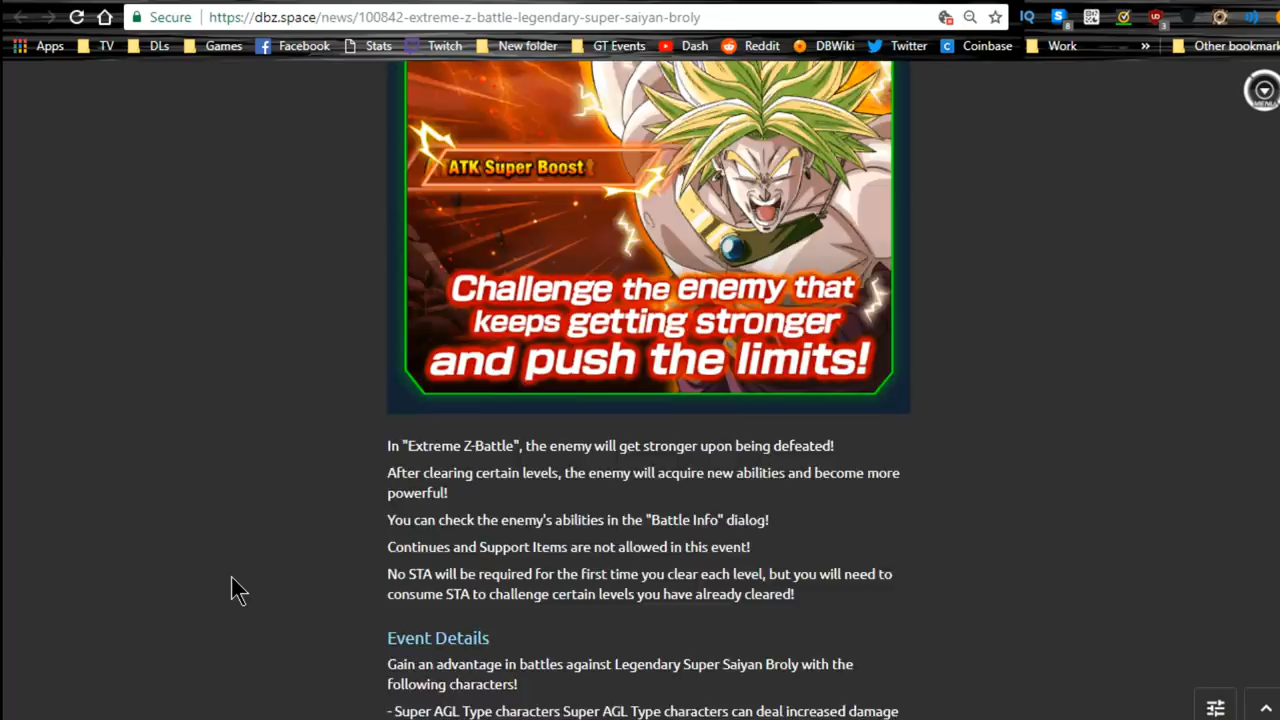 Secure https://dbz.space/news/100842-extreme-z-battle-legendary-super-saiyan-broly
IQ
8
3
Apps TV DLs Games Facebook Stats Twitch New folder GT Events Dash Reddit DBWiki Twitter Coinbase Work » Other bookmar
MENU
ATK Super Boost
Challenge the enemy that
keeps getting stronger
and push the limits!
In "Extreme Z-Battle", the enemy will get stronger upon being defeated!
After clearing certain levels, the enemy will acquire new abilities and become more
powerful!
You can check the enemy's abilities in the "Battle Info" dialog!
Continues and Support Items are not allowed in this event!
No STA will be required for the first time you clear each level, but you will need to
consume STA to challenge certain levels you have already cleared!
Event Details
Gain an advantage in battles against Legendary Super Saiyan Broly with the
following characters!
- Super AGL Type characters Super AGL Type characters can deal increased damage